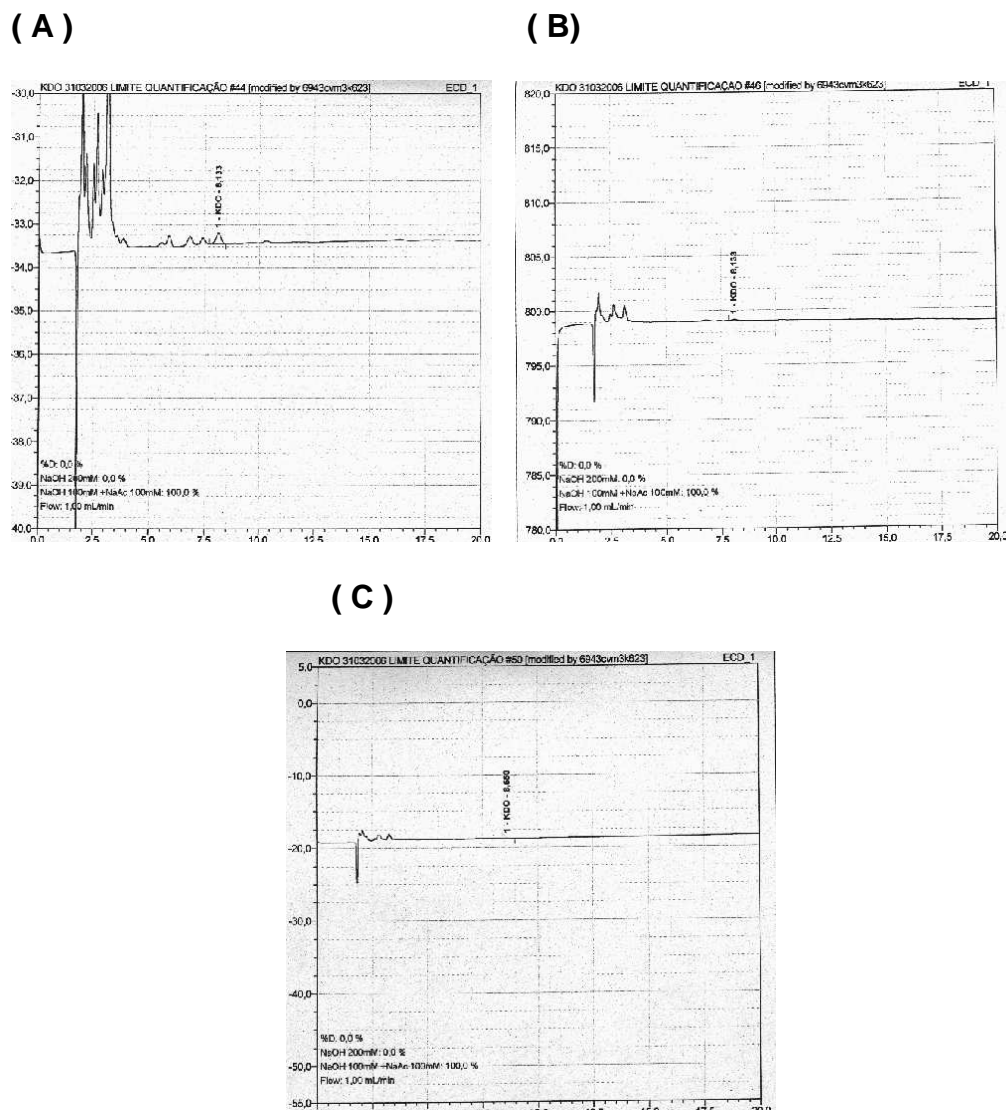 ( A )
( B)
KDO 31032006 LIMITE QUANTIFICAÇÃO #44 [modified by 6943cvm3k623]
ECD_1
-30,0
-31,0
-32,0
-33,0
-34,0
-35,0
-36,0
-37,0
-38,0
-39,0
-40,0
1 - KDO - 8,133
%D: 0,0 %
NaOH 200mM: 0,0 %
NaOH 100mM +NaAc 100mM: 100,0 %
Flow: 1,00 mL/min
0,0 2,5 5,0 7,5 10,0 12,5 15,0 17,5 20,0
KDO 31032006 LIMITE QUANTIFICAÇÃO #46 [modified by 6943cvm3k623]
ECD_1
820,0
815,0
810,0
805,0
800,0
795,0
790,0
785,0
780,0
1 - KDO - 8,133
%D: 0,0 %
NaOH 200mM: 0,0 %
NaOH 100mM +NaAc 100mM: 100,0 %
Flow: 1,00 mL/min
0,0 2,5 5,0 7,5 10,0 12,5 15,0 17,5 20,0
( C )
KDO 31032006 LIMITE QUANTIFICAÇÃO #50 [modified by 6943cvm3k623]
ECD_1
5,0
0,0
-10,0
-20,0
-30,0
-40,0
-50,0
-55,0
1 - KDO -
%D: 0,0 %
NaOH 200mM: 0,0 %
NaOH 100mM +NaAc 100mM: 100,0 %
Flow: 1,00 mL/min